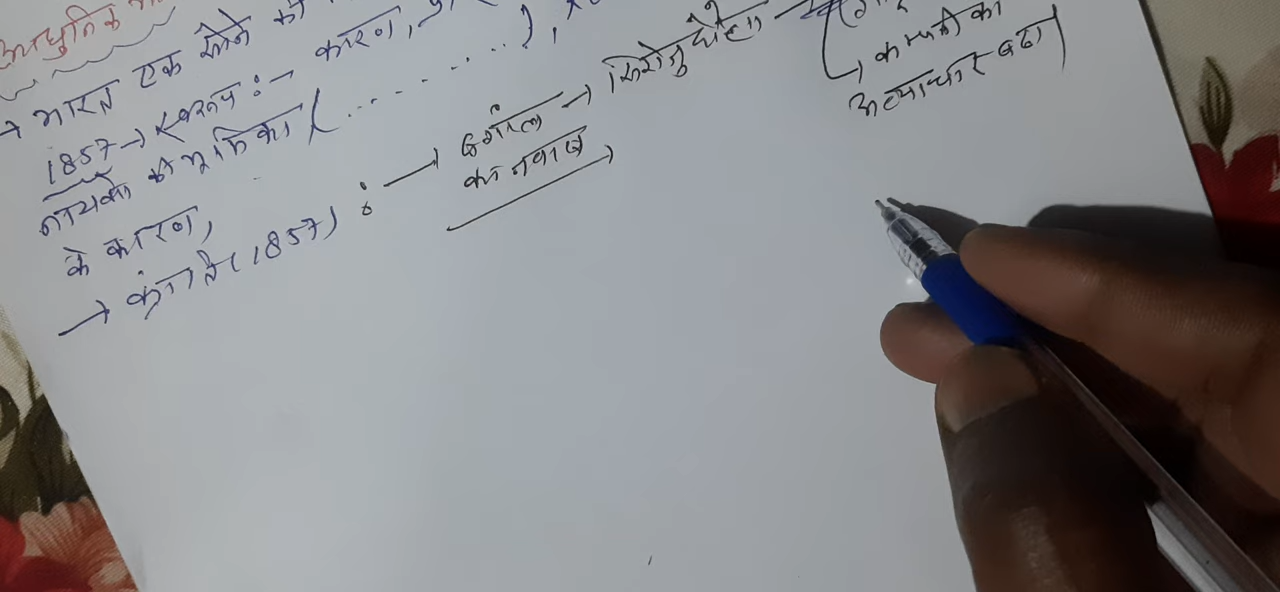 आधुनिक
→ भारत एक सोने की
1857 → स्वरूप :- कारण,
नायको की भूमिका (........),
के कारण,
→ क्रांति (1857) : → बंगाल → सिराजुद्दौला
का नवाब
→ कम्पनी का
अत्याचार बढा